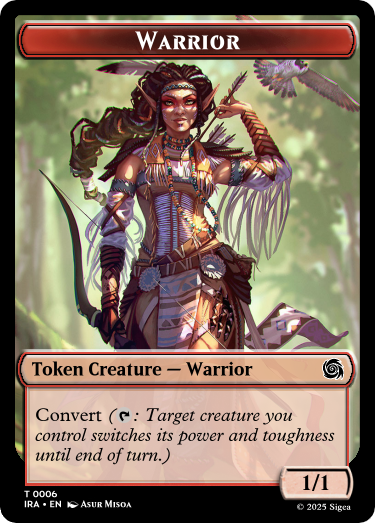 WARRIOR
Token Creature — Warrior
Convert (T: Target creature you
control switches its power and toughness
until end of turn.)
1/1
T 0006
IRA • EN Asur Misoa
© 2025 Sigea